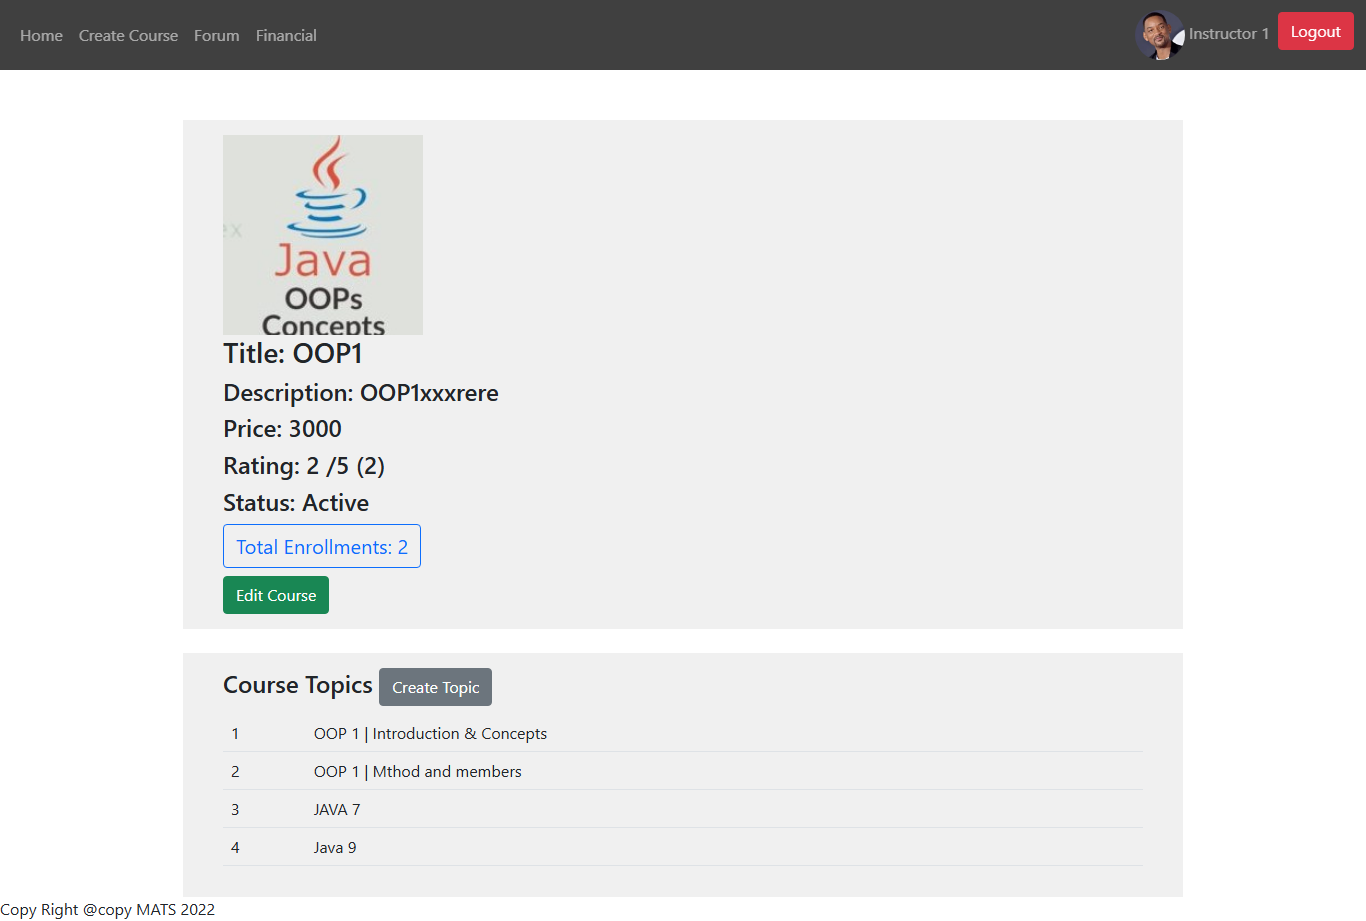 Home Create Course Forum Financial Instructor 1 Logout
ex
Java
OOPs
Concepts
Title: OOP1
Description: OOP1xxxrere
Price: 3000
Rating: 2 /5 (2)
Status: Active
Total Enrollments: 2
Edit Course
Course Topics Create Topic
1 OOP 1 | Introduction & Concepts
2 OOP 1 | Mthod and members
3 JAVA 7
4 Java 9
Copy Right @copy MATS 2022